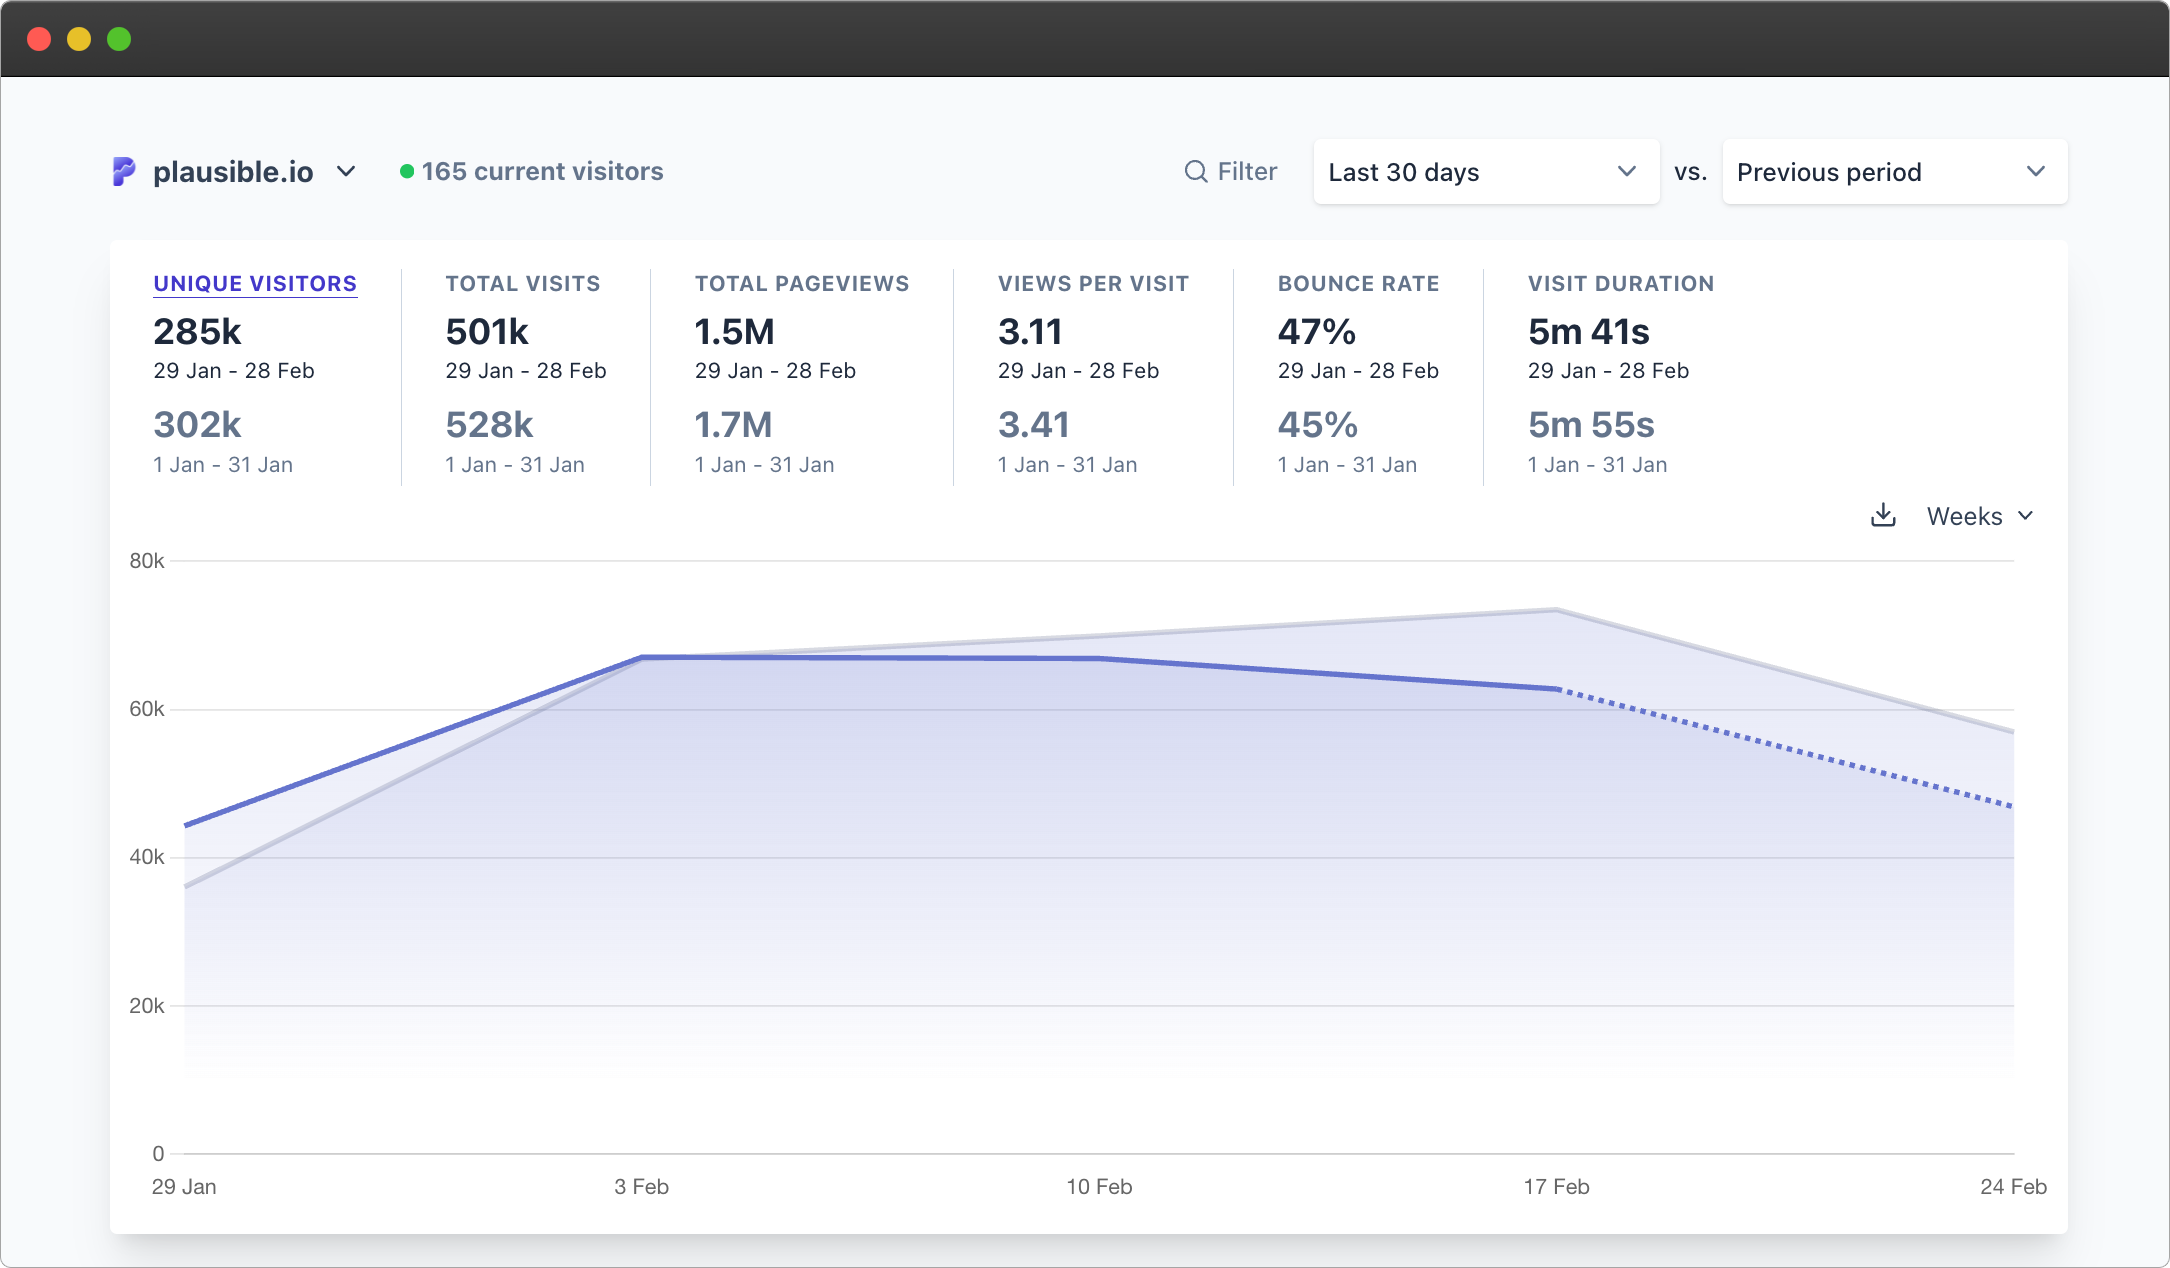 plausible.io
165 current visitors
Filter
Last 30 days
vs.
Previous period
UNIQUE VISITORS
285k
29 Jan - 28 Feb
302k
1 Jan - 31 Jan
TOTAL VISITS
501k
29 Jan - 28 Feb
528k
1 Jan - 31 Jan
TOTAL PAGEVIEWS
1.5M
29 Jan - 28 Feb
1.7M
1 Jan - 31 Jan
VIEWS PER VISIT
3.11
29 Jan - 28 Feb
3.41
1 Jan - 31 Jan
BOUNCE RATE
47%
29 Jan - 28 Feb
45%
1 Jan - 31 Jan
VISIT DURATION
5m 41s
29 Jan - 28 Feb
5m 55s
1 Jan - 31 Jan
Weeks
80k
60k
40k
20k
0
29 Jan
3 Feb
10 Feb
17 Feb
24 Feb